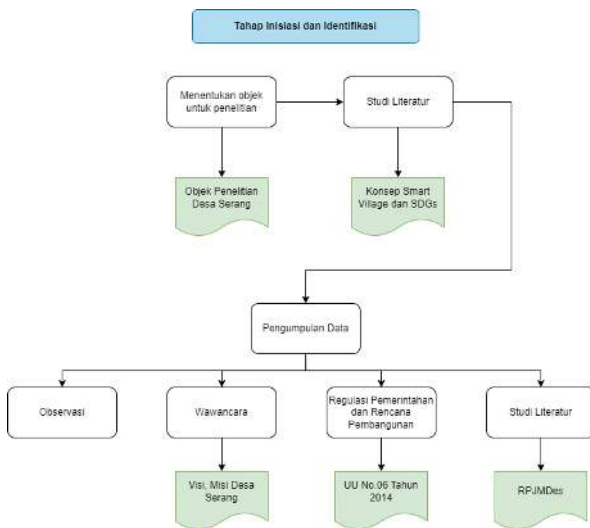 Tahap Inisiasi dan Identifikasi
Menentukan objek
untuk penelitian
Studi Literatur
Objek Penelitian
Desa Serang
Konsep Smart
Village dan SDGs
Pengumpulan Data
Observasi
Wawancara
Regulasi Pemerintahan
dan Rencana
Pembangunan
Studi Literatur
Visi, Misi Desa
Serang
UU No.06 Tahun
2014
RPJMDes